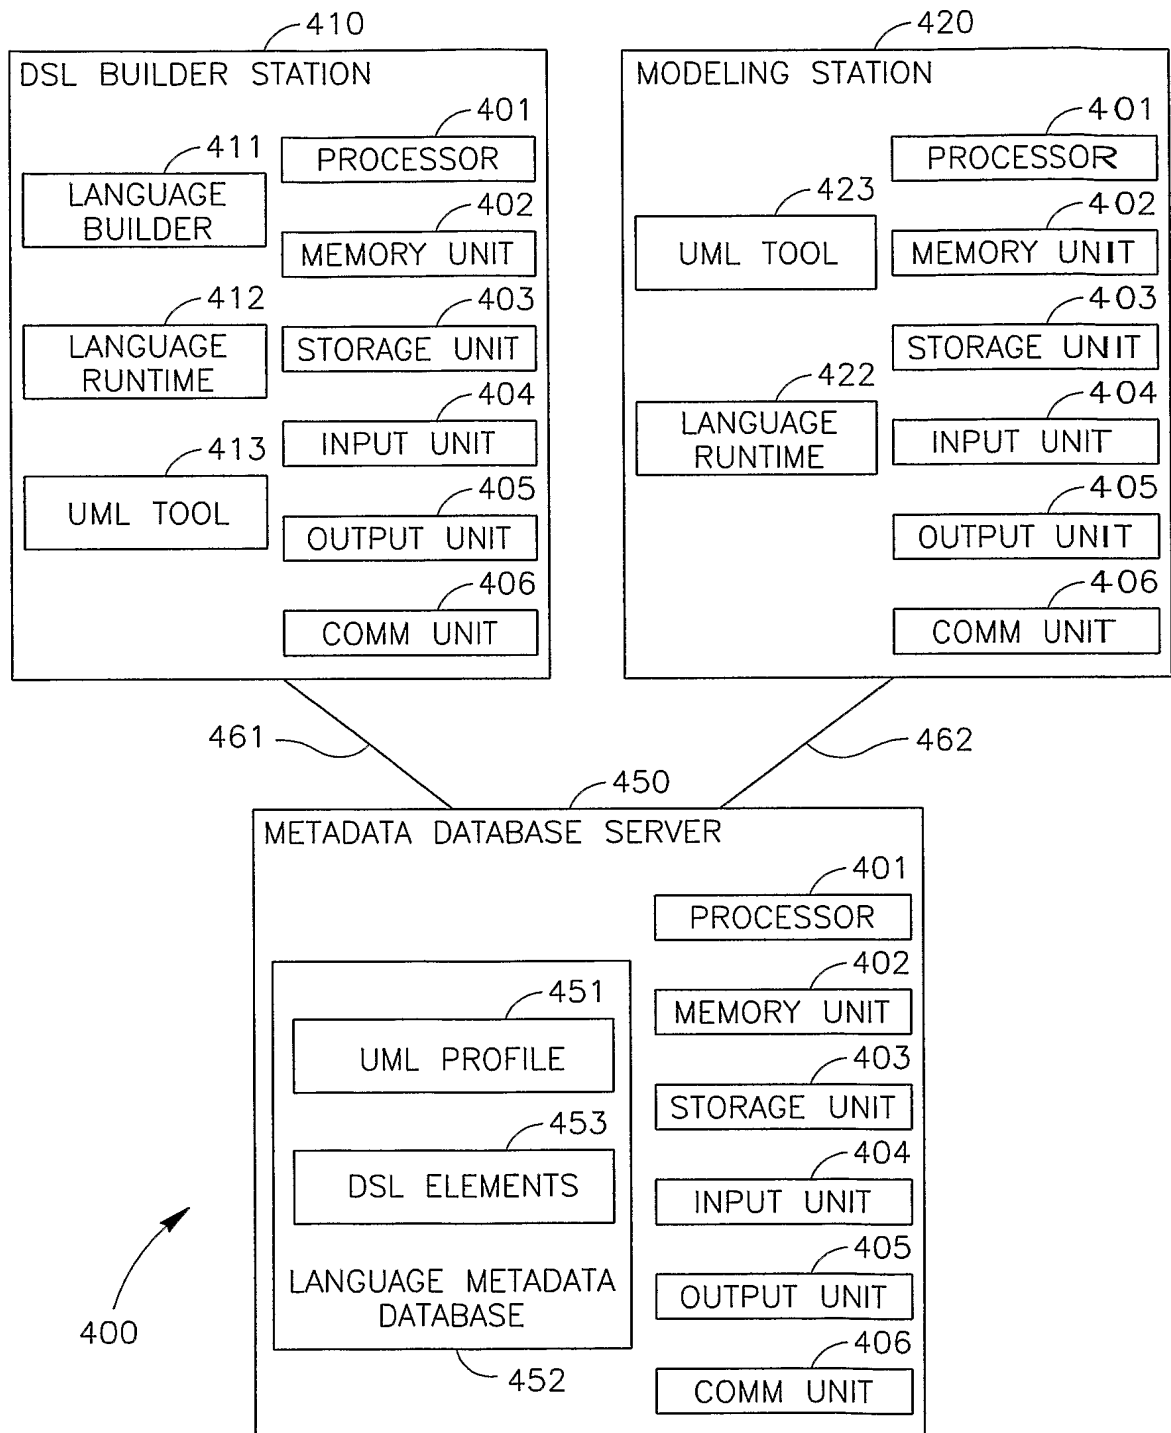 410
DSL BUILDER STATION
401
PROCESSOR
411
LANGUAGE
BUILDER
402
MEMORY UNIT
412
LANGUAGE
RUNTIME
403
STORAGE UNIT
404
INPUT UNIT
413
UML TOOL
405
OUTPUT UNIT
406
COMM UNIT
420
MODELING STATION
401
PROCESSOR
423
UML TOOL
402
MEMORY UNIT
403
STORAGE UNIT
422
LANGUAGE
RUNTIME
404
INPUT UNIT
405
OUTPUT UNIT
406
COMM UNIT
461
462
450
METADATA DATABASE SERVER
401
PROCESSOR
402
MEMORY UNIT
451
UML PROFILE
403
STORAGE UNIT
453
DSL ELEMENTS
404
INPUT UNIT
405
OUTPUT UNIT
LANGUAGE METADATA
DATABASE
452
406
COMM UNIT
400